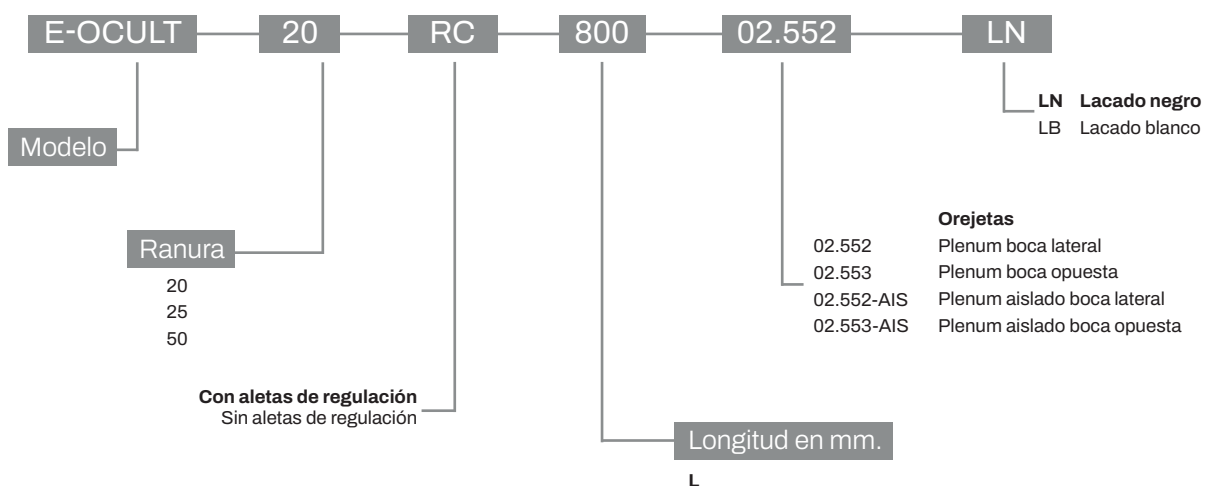 E-OCULT 20 RC 800 02.552 LN
LN Lacado negro
LB Lacado blanco
Modelo
Orejetas
02.552 Plenum boca lateral
02.553 Plenum boca opuesta
02.552-AIS Plenum aislado boca lateral
02.553-AIS Plenum aislado boca opuesta
Ranura
20
25
50
Con aletas de regulación
Sin aletas de regulación
Longitud en mm.
L